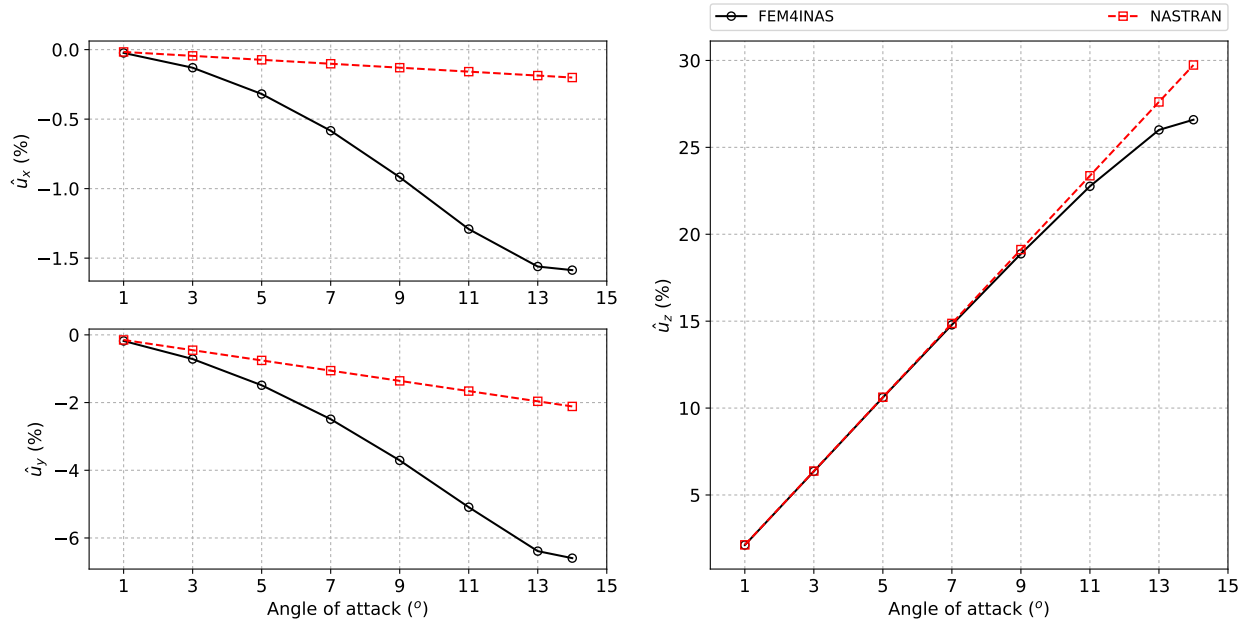 FEM4INAS NASTRAN
0.0
−0.5
−1.0
−1.5
û_x (%)
1 3 5 7 9 11 13 15
0
−2
−4
−6
û_y (%)
1 3 5 7 9 11 13 15
Angle of attack (°)
30
25
20
15
10
5
û_z (%)
1 3 5 7 9 11 13 15
Angle of attack (°)